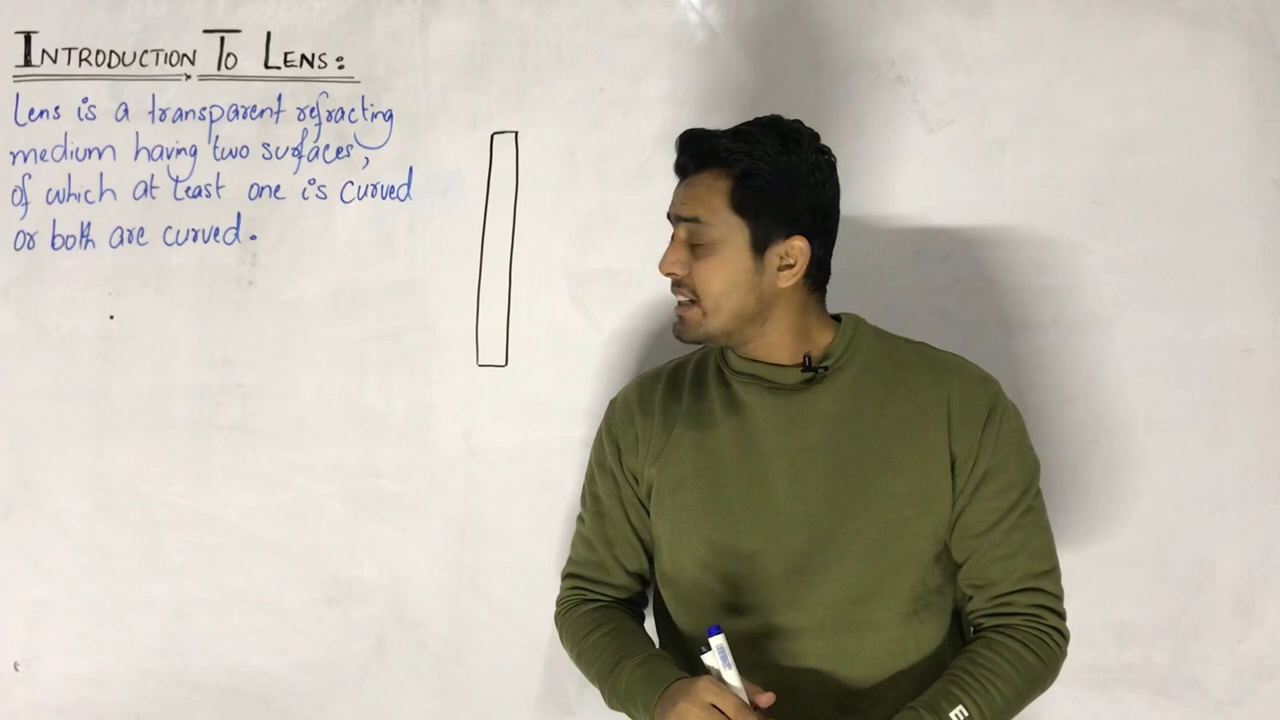 INTRODUCTION TO LENS:
Lens is a transparent refracting
medium having two surfaces,
of which at least one is curved
or both are curved.